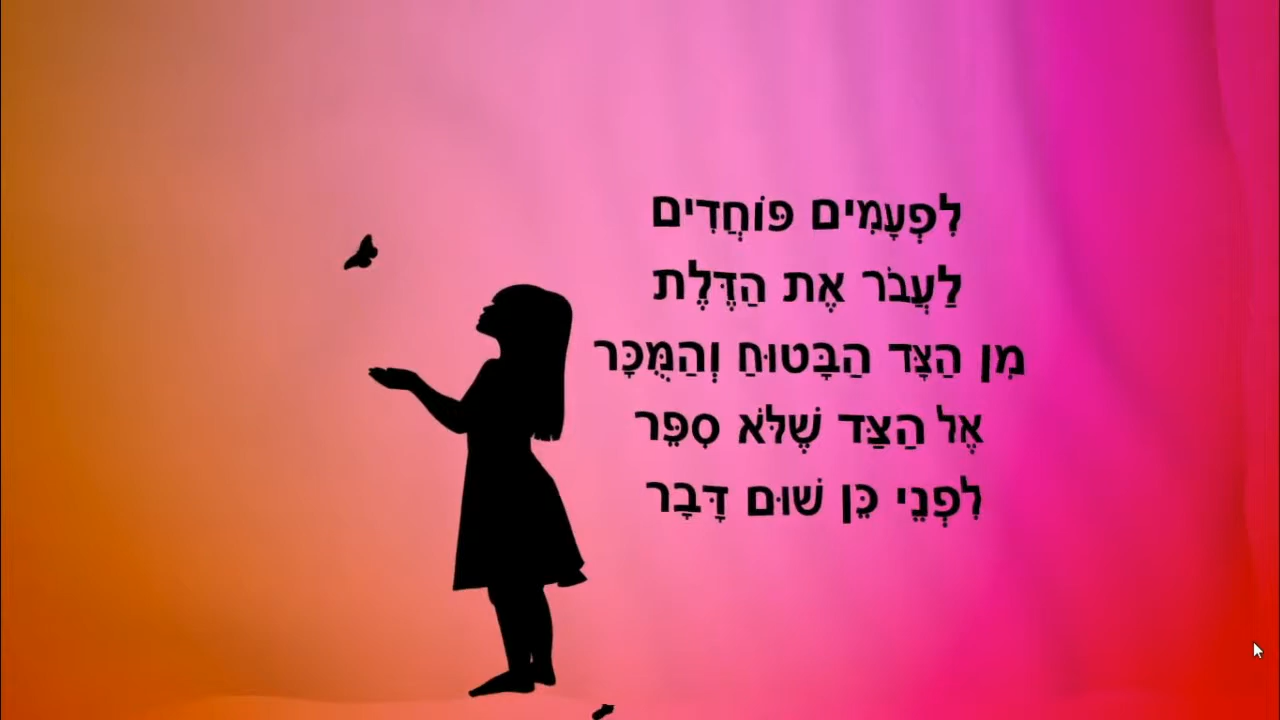 לִפְעָמִים פּוֹחֲדִים
לַעֲבֹר אֶת הַדֶּלֶת
מִן הַצָּד הַבָּטוּחַ וְהַמֻּכָּר
אֶל הַצַּד שֶׁלֹּא סִפֵּר
לִפְנֵי כֵּן שׁוּם דָּבָר